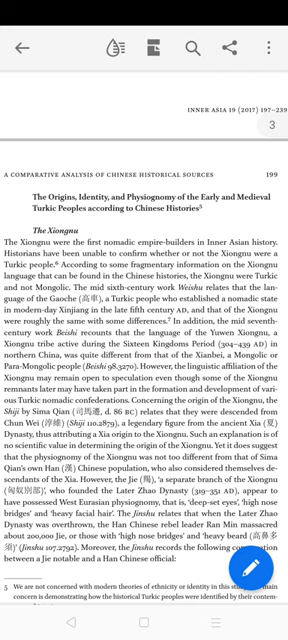 INNER ASIA 19 (2017) 197–239
3
A COMPARATIVE ANALYSIS OF CHINESE HISTORICAL SOURCES 199
The Origins, Identity, and Physiognomy of the Early and Medieval
Turkic Peoples according to Chinese Histories5
The Xiongnu
The Xiongnu were the first nomadic empire-builders in Inner Asian history.
Historians have been unable to confirm whether or not the Xiongnu were a
Turkic people.6 According to some fragmentary information on the Xiongnu
language that can be found in the Chinese histories, the Xiongnu were Turkic
and not Mongolic. The mid sixth-century work Weishu relates that the lan-
guage of the Gaoche (高車), a Turkic people who established a nomadic state
in modern-day Xinjiang in the late fifth century AD, and that of the Xiongnu
were roughly the same with some differences.7 In addition, the mid seventh-
century work Beishi recounts that the language of the Yuwen Xiongnu, a
Xiongnu tribe active during the Sixteen Kingdoms Period (304–439 AD) in
northern China, was quite different from that of the Xianbei, a Mongolic or
Para-Mongolic people (Beishi 98.3270). However, the linguistic affiliation of the
Xiongnu may remain open to speculation even though some of the Xiongnu
remnants later may have taken part in the formation and development of vari-
ous Turkic nomadic confederations. Concerning the origin of the Xiongnu, the
Shiji by Sima Qian (司馬遷, d. 86 BC) relates that they were descended from
Chun Wei (淳維) (Shiji 110.2879), a legendary figure from the ancient Xia (夏)
Dynasty, thus attributing a Xia origin to the Xiongnu. Such an explanation is of
no scientific value in determining the origin of the Xiongnu. Yet it does suggest
that the physiognomy of the Xiongnu was not too different from that of Sima
Qian's own Han (漢) Chinese population, who also considered themselves de-
scendants of the Xia. However, the Jie (羯), 'a separate branch of the Xiongnu
(匈奴別部)', who founded the Later Zhao Dynasty (319–351 AD), appear to
have possessed West Eurasian physiognomy, that is, 'deep-set eyes', 'high nose
bridges' and 'heavy facial hair'. The Jinshu relates that when the Later Zhao
Dynasty was overthrown, the Han Chinese rebel leader Ran Min massacred
about 200,000 Jie, or those with 'high nose bridges' and 'heavy beard (高鼻多
須)' (Jinshu 107.2792). Moreover, the Jinshu records the following
between a Jie notable and a Han Chinese official:
5 We are not concerned with modern theories of ethnicity or identity in this
concern is demonstrating how the historical Turkic peoples were identified by their contem-